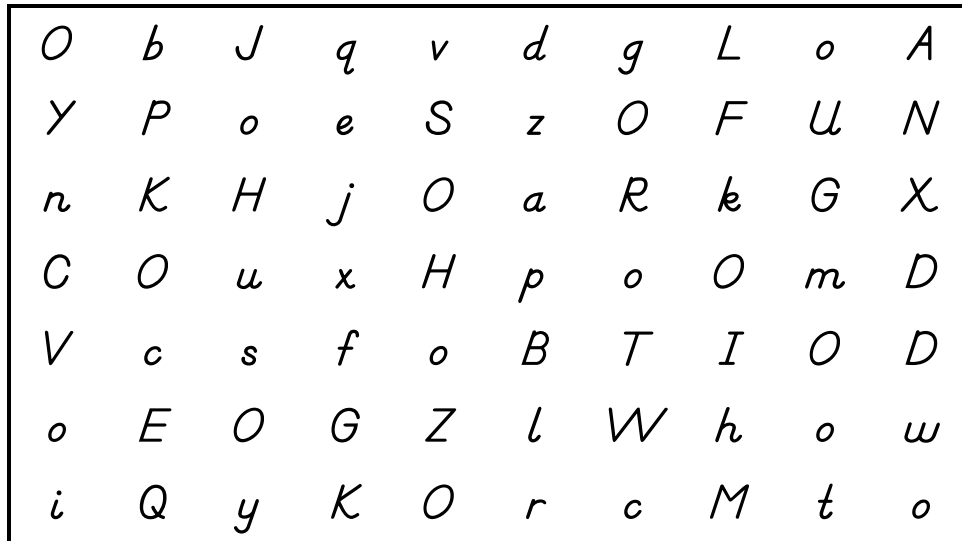 O b J q v d g L o A
Y P o e S z O F U N
n K H j O a R k G X
C O u x H p o O m D
V c s f o B T I O D
o E O G Z l W h o w
i Q y K O r c M t o